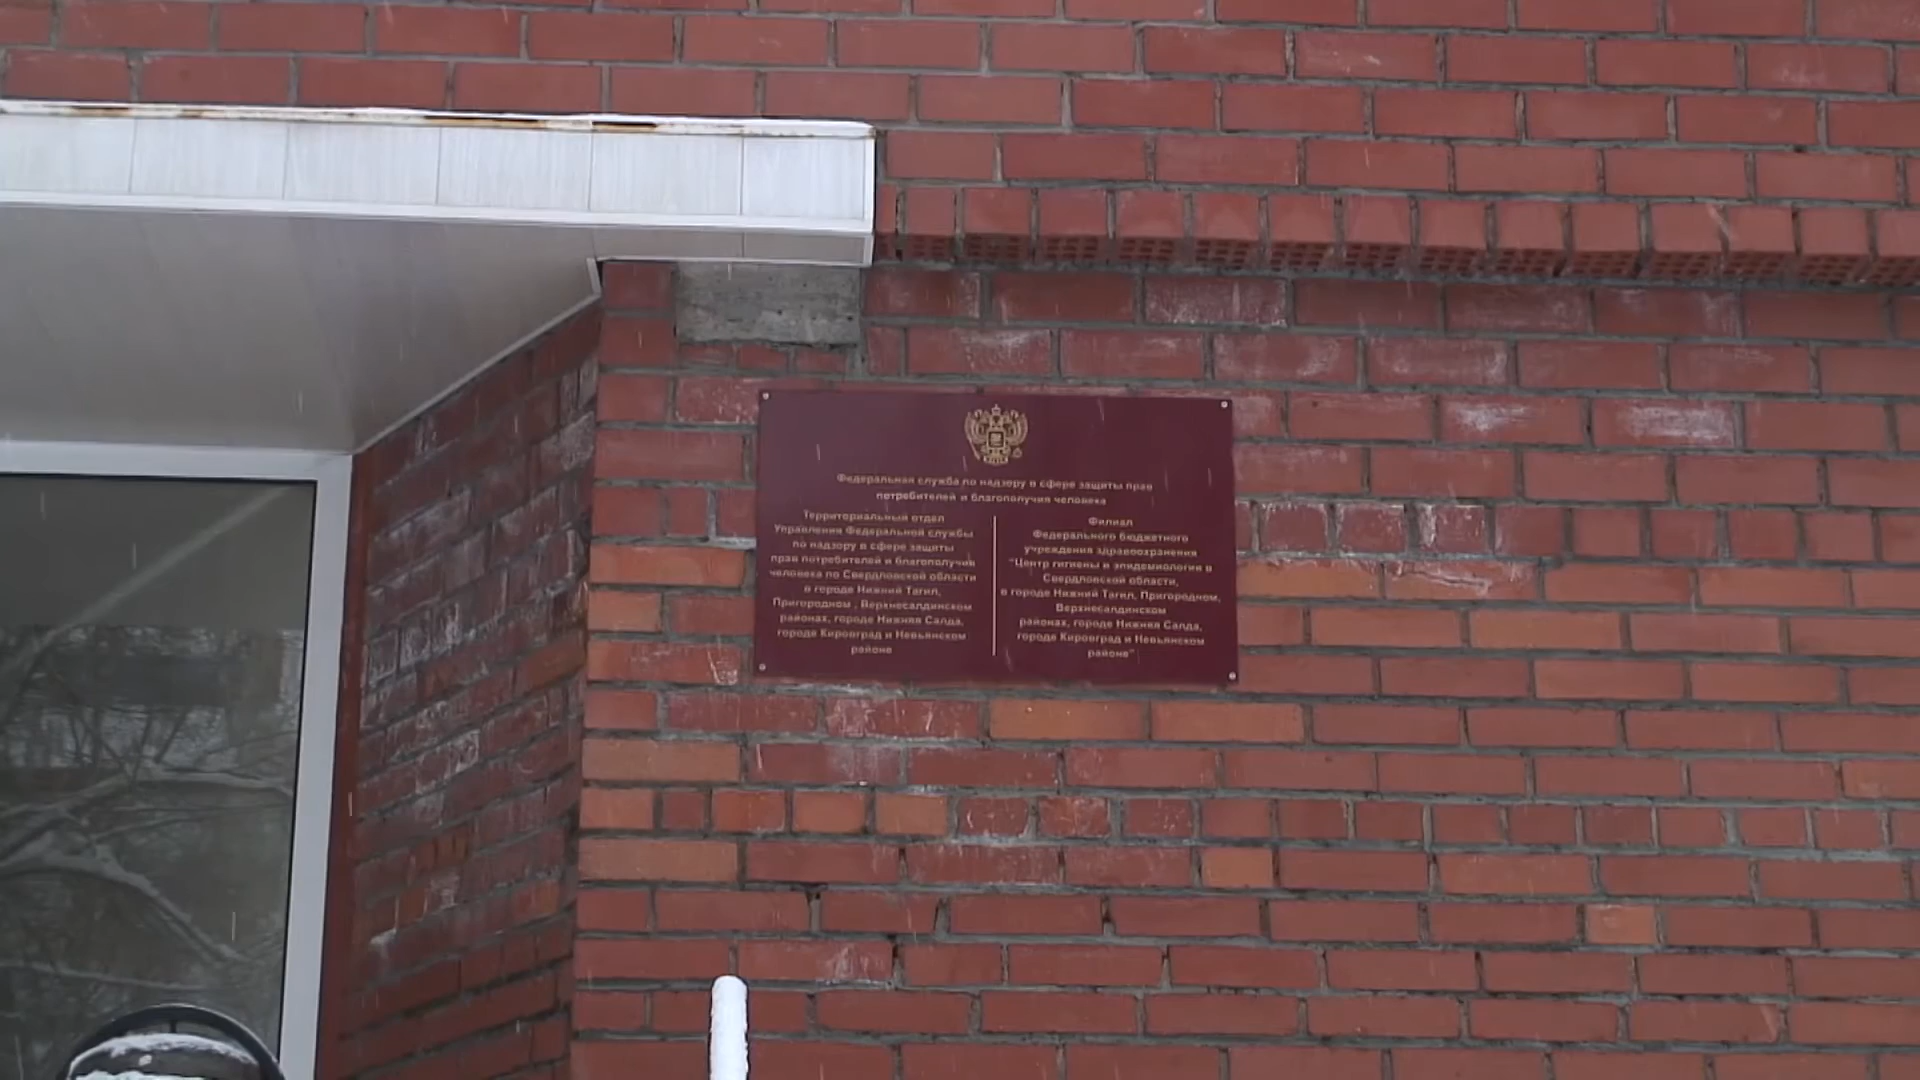 Федеральная служба по надзору в сфере защиты прав
потребителей и благополучия человека
Территориальный отдел
Управления Федеральной службы
по надзору в сфере защиты
прав потребителей и благополучия
человека по Свердловской области
в городе Нижний Тагил,
Пригородном , Верхнесалдинском
районах, городе Нижняя Салда,
городе Кировград и Невьянском
районе
Филиал
Федерального бюджетного
учреждения здравоохранения
"Центр гигиены и эпидемиологии в
Свердловской области,
в городе Нижний Тагил, Пригородном,
Верхнесалдинском
районах, городе Нижняя Салда,
городе Кировград и Невьянском
районе"